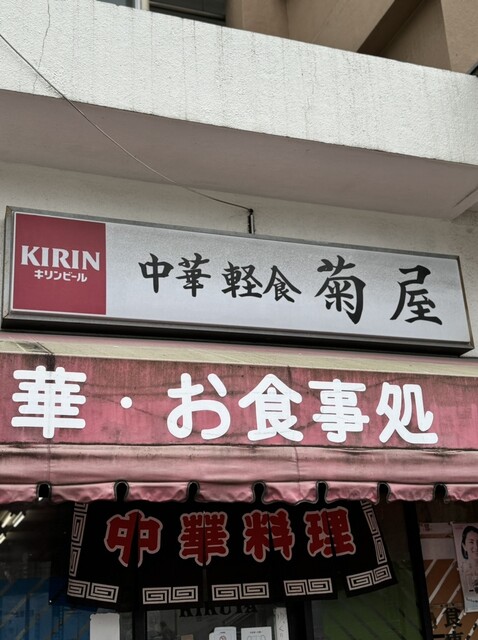 KIRIN
キリンビール
中華 軽食 菊屋
華・お食事処
中華料理
KIKUYA
食